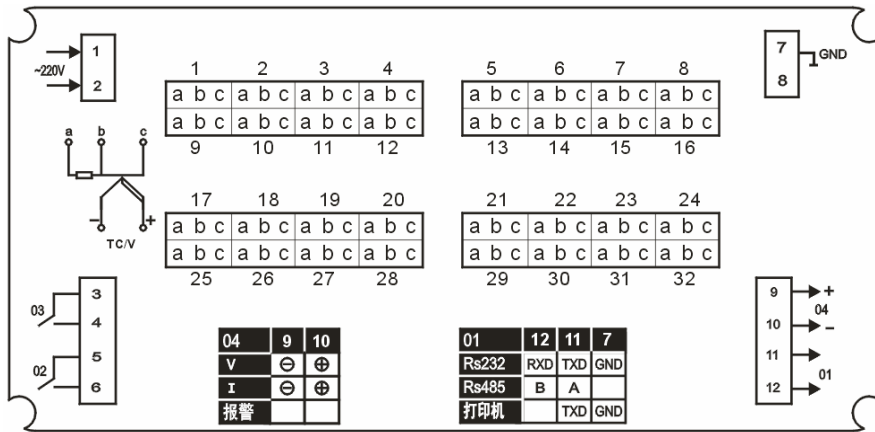 1
~220V
2
a b c
- +
TC/V
1 2 3 4
a b c a b c a b c a b c
a b c a b c a b c a b c
9 10 11 12
5 6 7 8
a b c a b c a b c a b c
a b c a b c a b c a b c
13 14 15 16
7 GND
8
17 18 19 20
a b c a b c a b c a b c
a b c a b c a b c a b c
25 26 27 28
21 22 23 24
a b c a b c a b c a b c
a b c a b c a b c a b c
29 30 31 32
3
03
4
5
02
6
04 9 10
V ⊖ ⊕
I ⊖ ⊕
报警
01 12 11 7
Rs232 RXD TXD GND
Rs485 B A
打印机 TXD GND
9 +
04
10 -
11
01
12